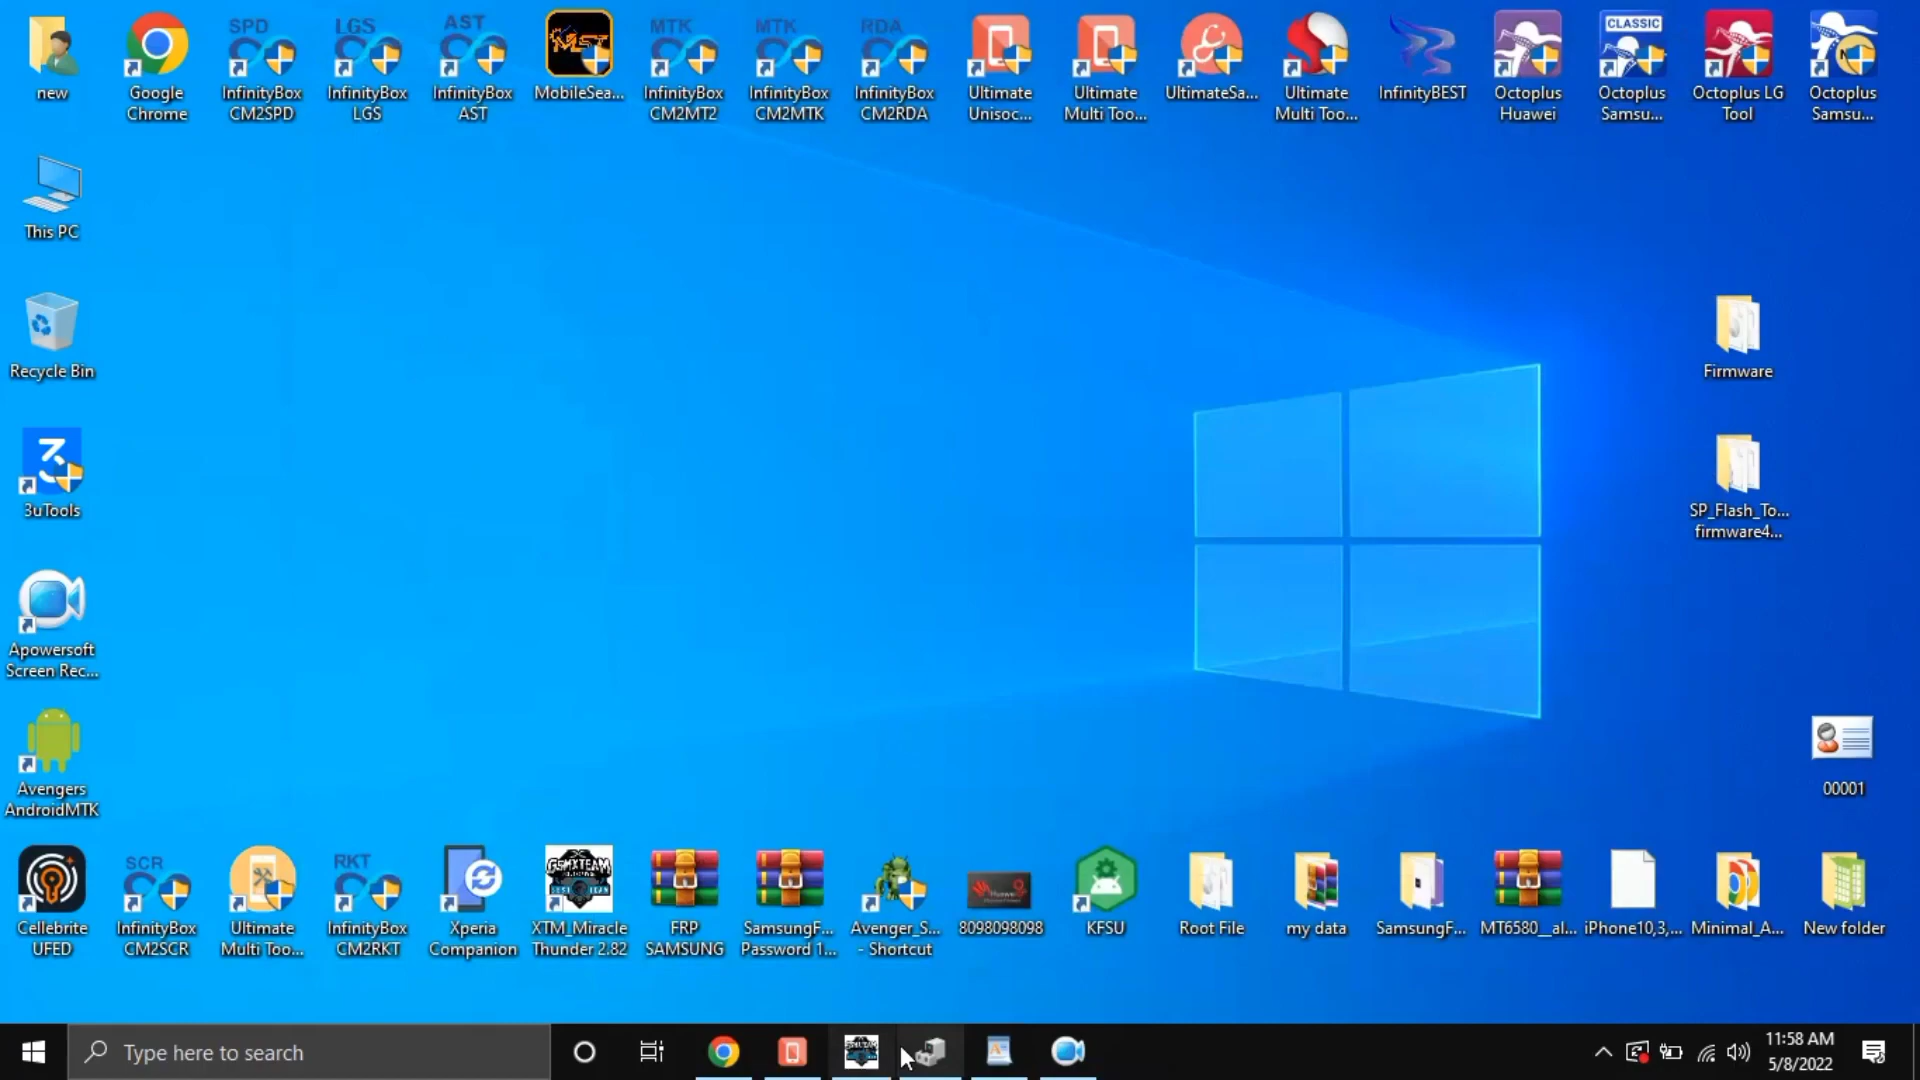 SPD
LGS
AST
MST
MTK
MTK
RDA
CLASSIC
new
Google
Chrome
InfinityBox
CM2SPD
InfinityBox
LGS
InfinityBox
AST
MobileSea...
InfinityBox
CM2MT2
InfinityBox
CM2MTK
InfinityBox
CM2RDA
Ultimate
Unisoc...
Ultimate
Multi Too...
UltimateSa...
Ultimate
Multi Too...
InfinityBEST
Octoplus
Huawei
Octoplus
Samsu...
Octoplus LG
Tool
Octoplus
Samsu...
This PC
Recycle Bin
Firmware
3uTools
SP_Flash_To...
firmware4...
Apowersoft
Screen Rec...
Avengers
AndroidMTK
00001
SCR
RKT
GSMXTEAM
Cellebrite
UFED
InfinityBox
CM2SCR
Ultimate
Multi Too...
InfinityBox
CM2RKT
Xperia
Companion
XTM_Miracle
Thunder 2.82
FRP
SAMSUNG
SamsungF...
Password 1...
Avenger_S...
- Shortcut
8098098098
KFSU
Root File
my data
SamsungF...
MT6580__al...
iPhone10,3,...
Minimal_A...
New folder
Type here to search
11:58 AM
5/8/2022